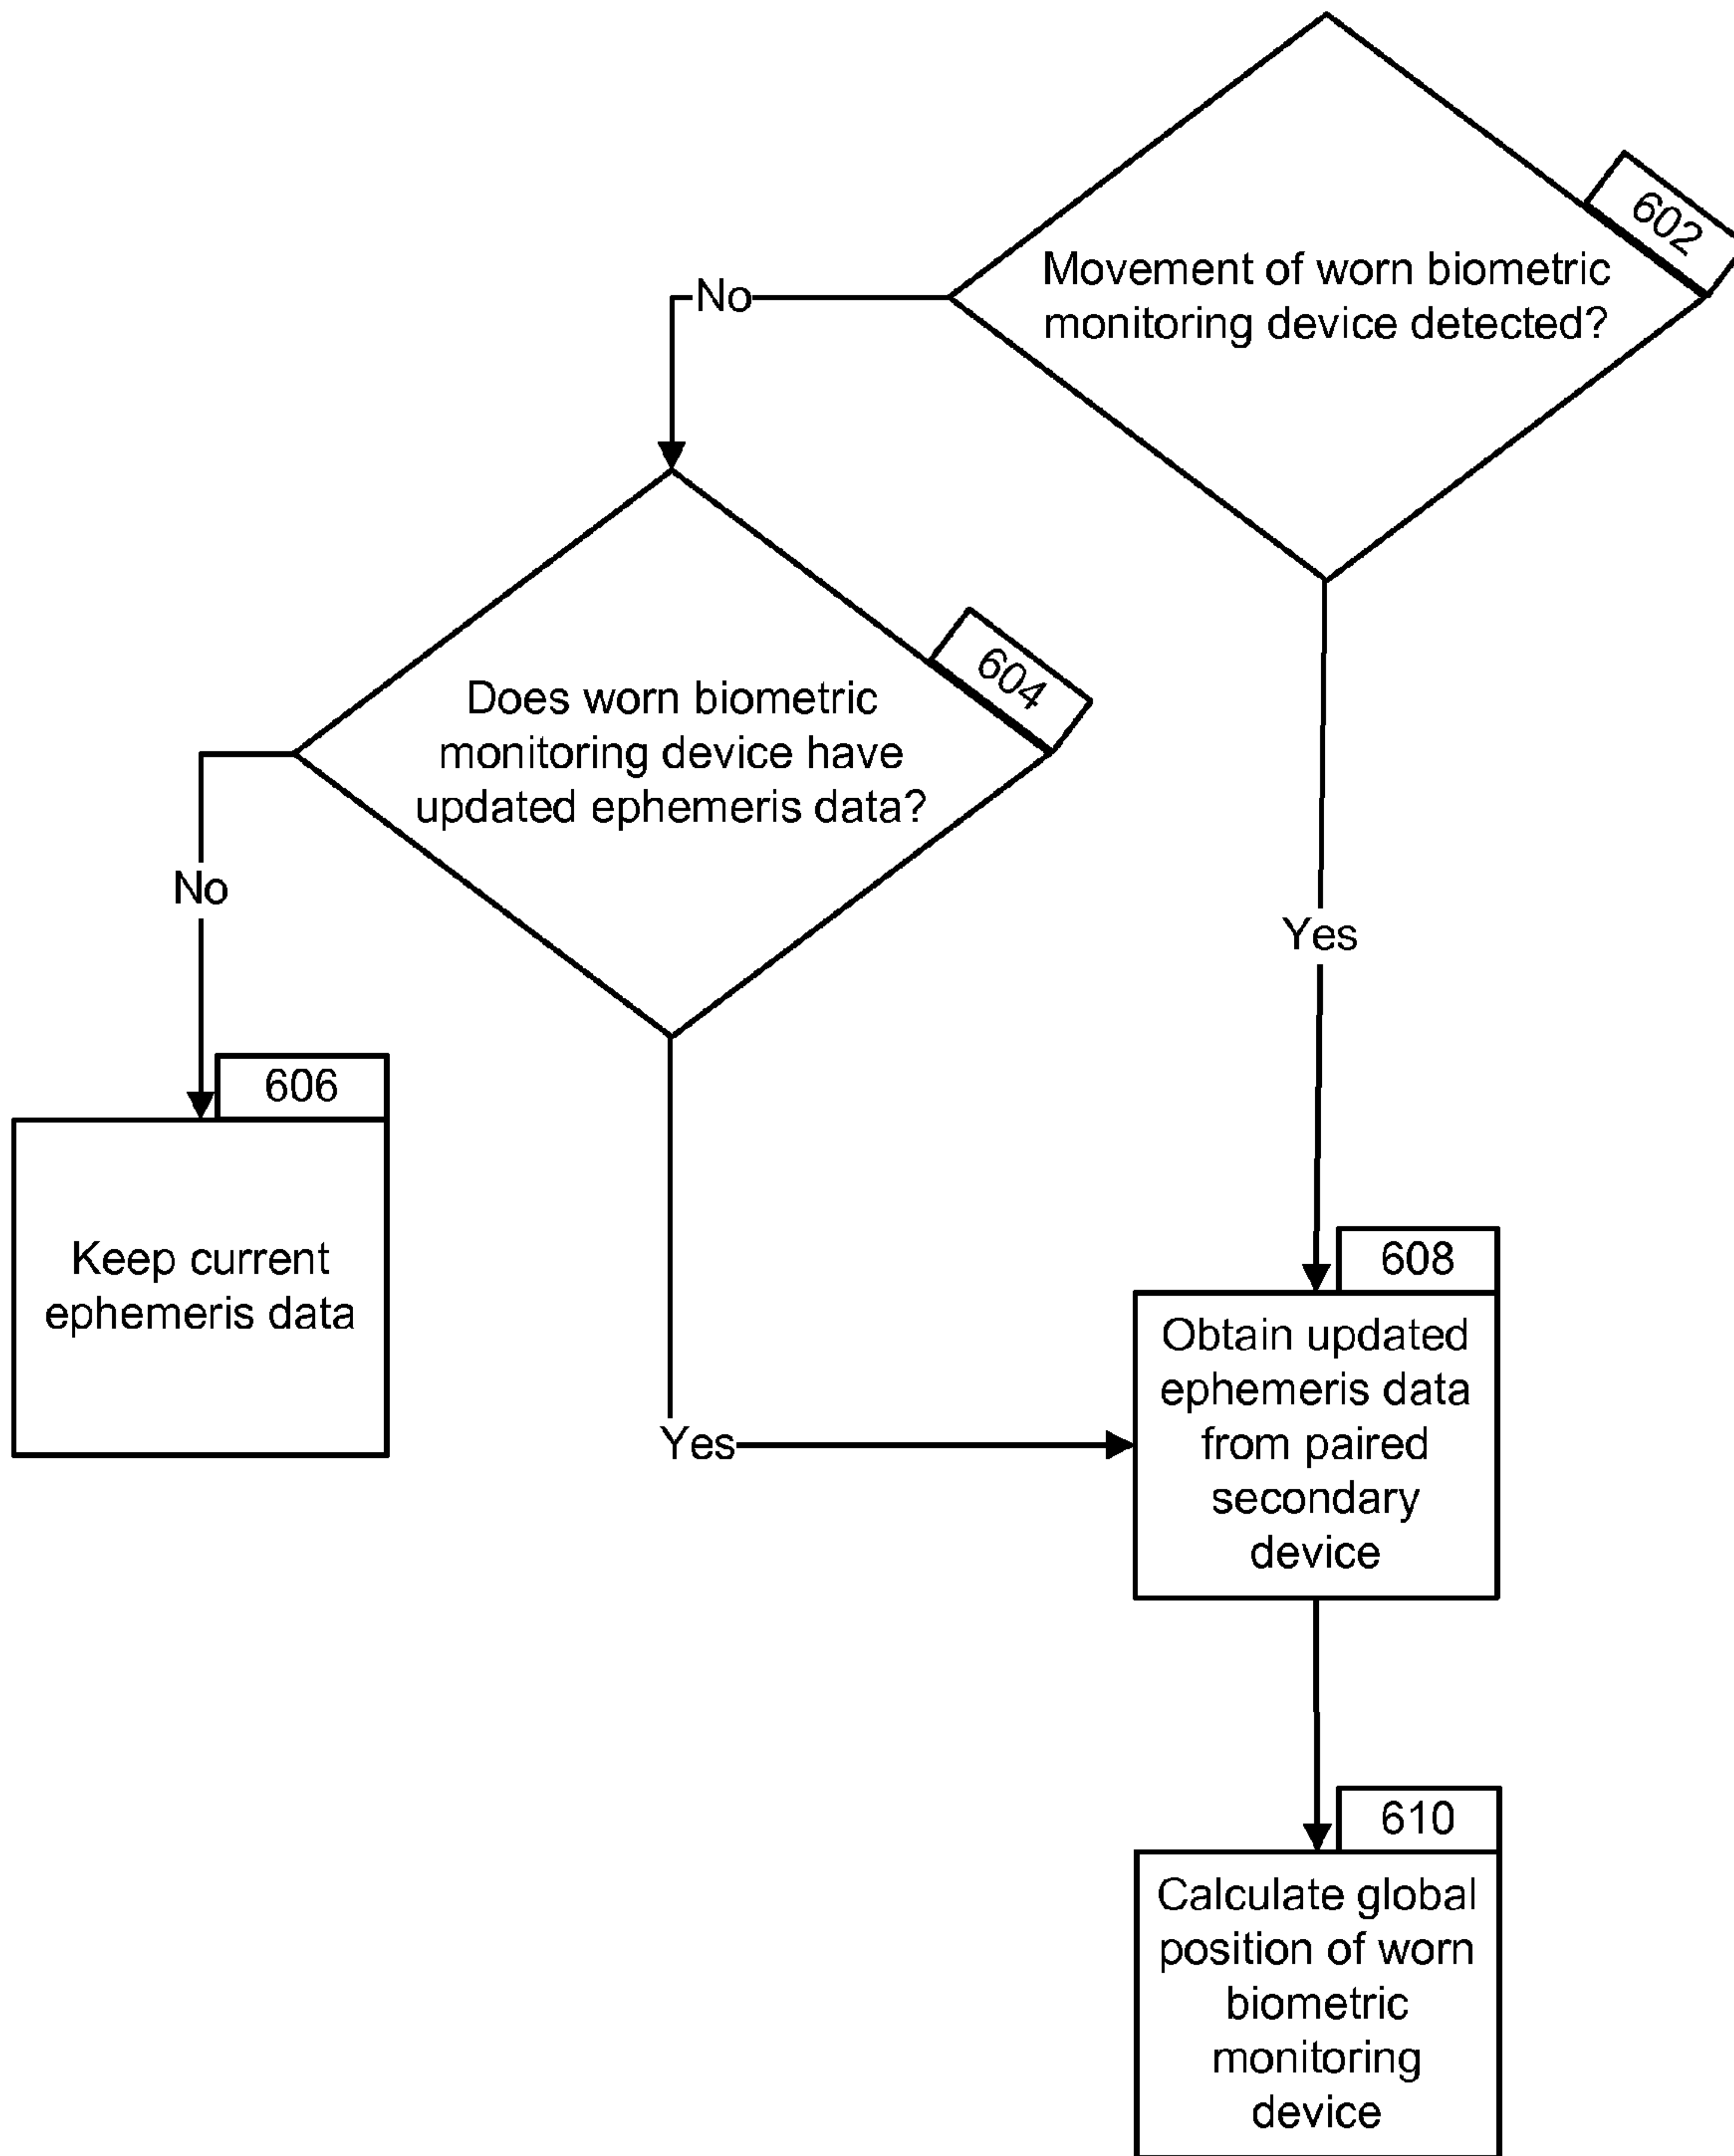 602
Movement of worn biometric
monitoring device detected?
No
604
Does worn biometric
monitoring device have
updated ephemeris data?
No
Yes
606
Keep current
ephemeris data
608
Obtain updated
ephemeris data
from paired
secondary
device
Yes
610
Calculate global
position of worn
biometric
monitoring
device